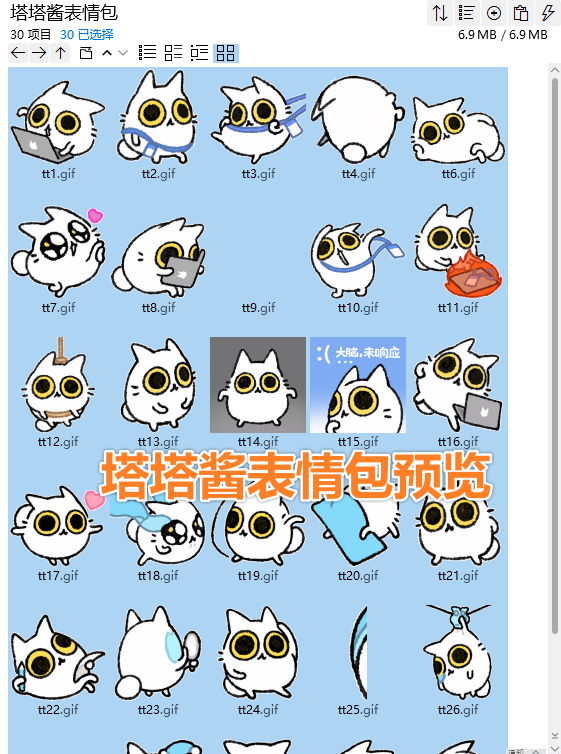 塔塔酱表情包
30 项目 30 已选择
6.9 MB / 6.9 MB
tt1.gif
tt2.gif
tt3.gif
tt4.gif
tt6.gif
tt7.gif
tt8.gif
tt9.gif
tt10.gif
tt11.gif
:( 大脑,未响应
tt12.gif
tt13.gif
tt14.gif
tt15.gif
tt16.gif
塔塔酱表情包预览
tt17.gif
tt18.gif
tt19.gif
tt20.gif
tt21.gif
tt22.gif
tt23.gif
tt24.gif
tt25.gif
tt26.gif